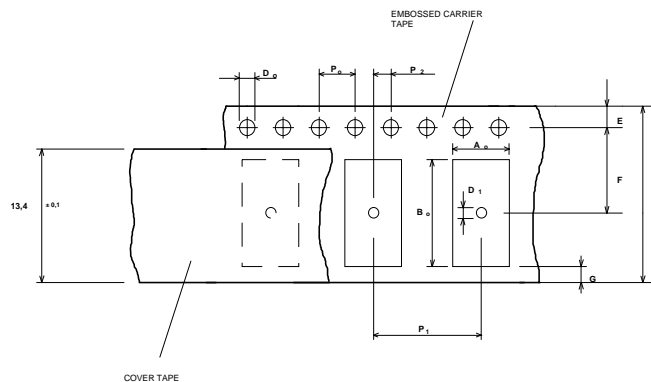 EMBOSSED CARRIER
TAPE
D o
P o
P 2
E
A o
F
D 1
B o
13,4 ± 0,1
G
P 1
COVER TAPE